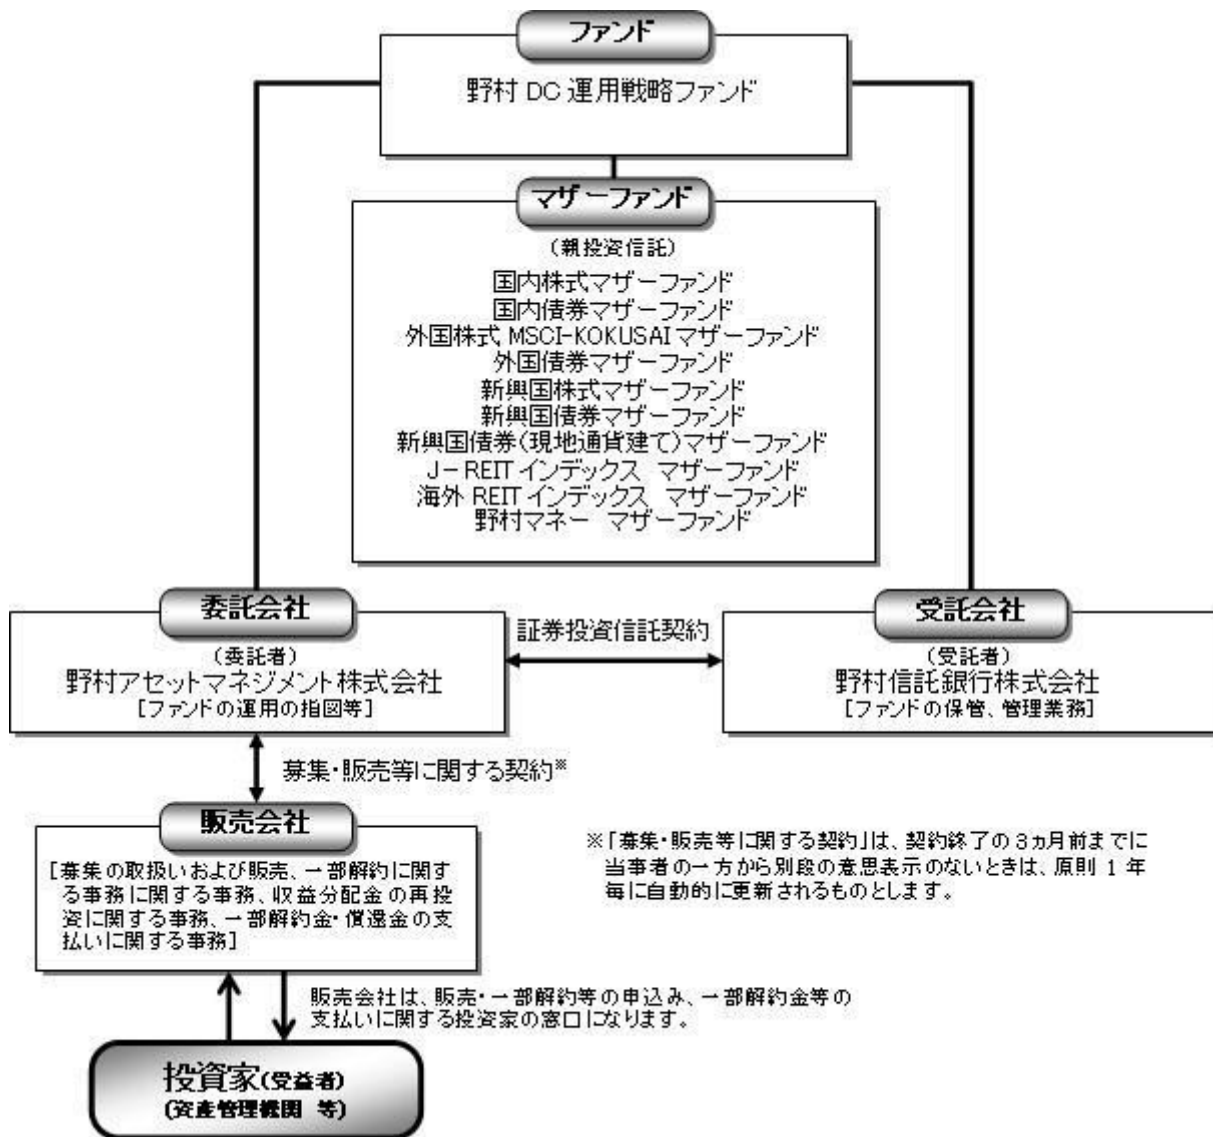 ファンド
野村 DC 運用戦略ファンド
マザーファンド
(親投資信託)
国内株式マザーファンド
国内債券マザーファンド
外国株式 MSCI-KOKUSAI マザーファンド
外国債券マザーファンド
新興国株式マザーファンド
新興国債券マザーファンド
新興国債券(現地通貨建て)マザーファンド
J-REIT インデックス マザーファンド
海外 REIT インデックス マザーファンド
野村マネー マザーファンド
委託会社
(委託者)
野村アセットマネジメント株式会社
[ファンドの運用の指図等]
証券投資信託契約
受託会社
(受託者)
野村信託銀行株式会社
[ファンドの保管、管理業務]
募集・販売等に関する契約※
販売会社
[募集の取扱いおよび販売、一部解約に関す
る事務に関する事務、収益分配金の再投
資に関する事務、一部解約金・償還金の支
払いに関する事務]
※「募集・販売等に関する契約」は、契約終了の3ヵ月前までに
当事者の一方から別段の意思表示のないときは、原則 1 年
毎に自動的に更新されるものとします。
販売会社は、販売・一部解約等の申込み、一部解約金等の
支払いに関する投資家の窓口になります。
投資家(受益者)
(資産管理機関 等)